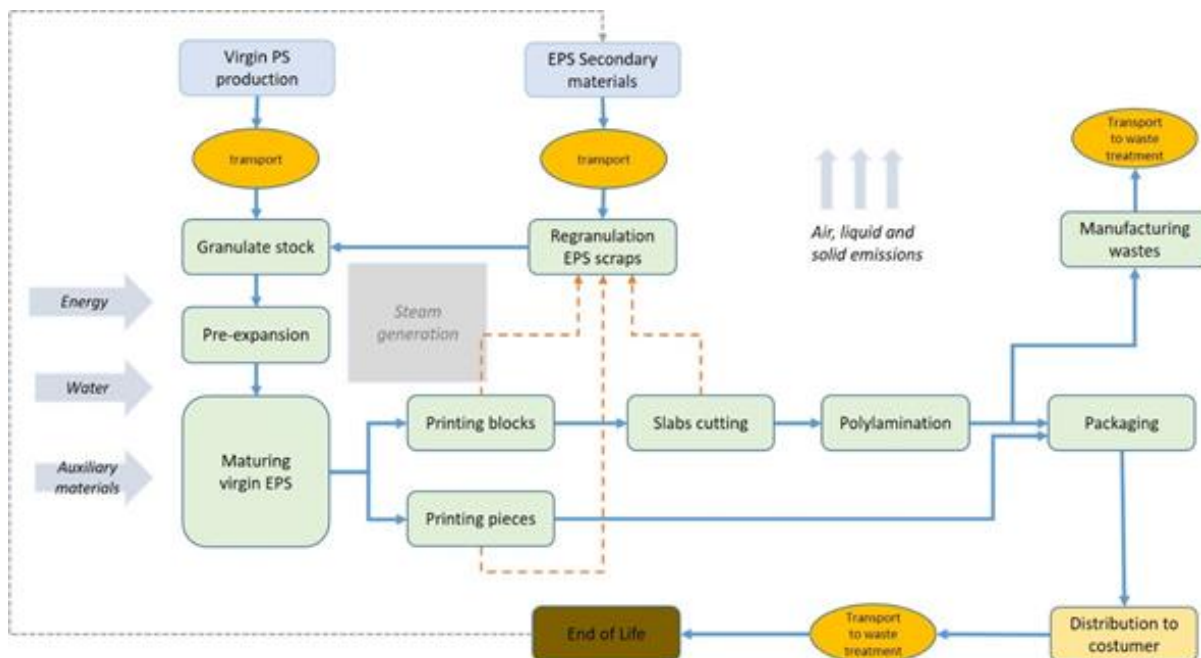 Virgin PS
production
EPS Secondary
materials
transport
transport
Transport
to waste
treatment
Granulate stock
Regranulation
EPS scraps
Air, liquid and
solid emissions
Manufacturing
wastes
Energy
Steam
generation
Pre-expansion
Water
Printing blocks
Slabs cutting
Polylamination
Packaging
Maturing
virgin EPS
Auxiliary
materials
Printing pieces
End of Life
Transport
to waste
treatment
Distribution to
costumer